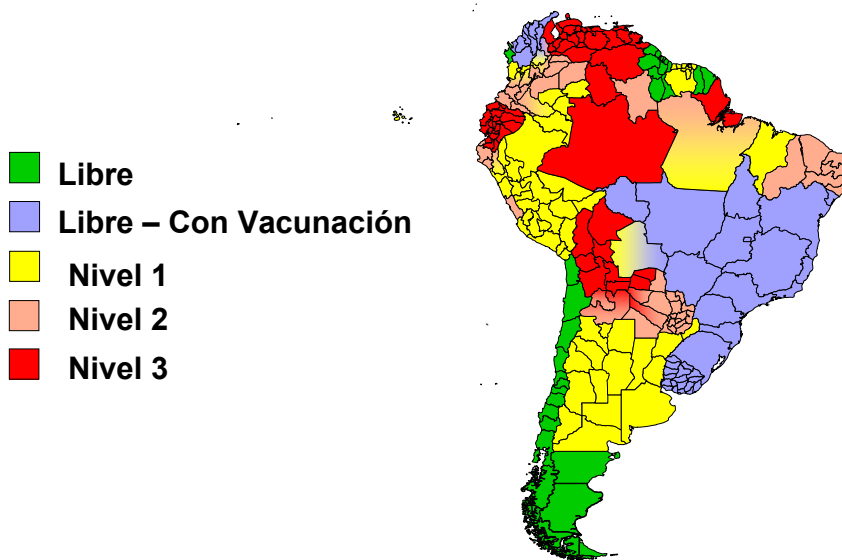 Libre
Libre – Con Vacunación
Nivel 1
Nivel 2
Nivel 3